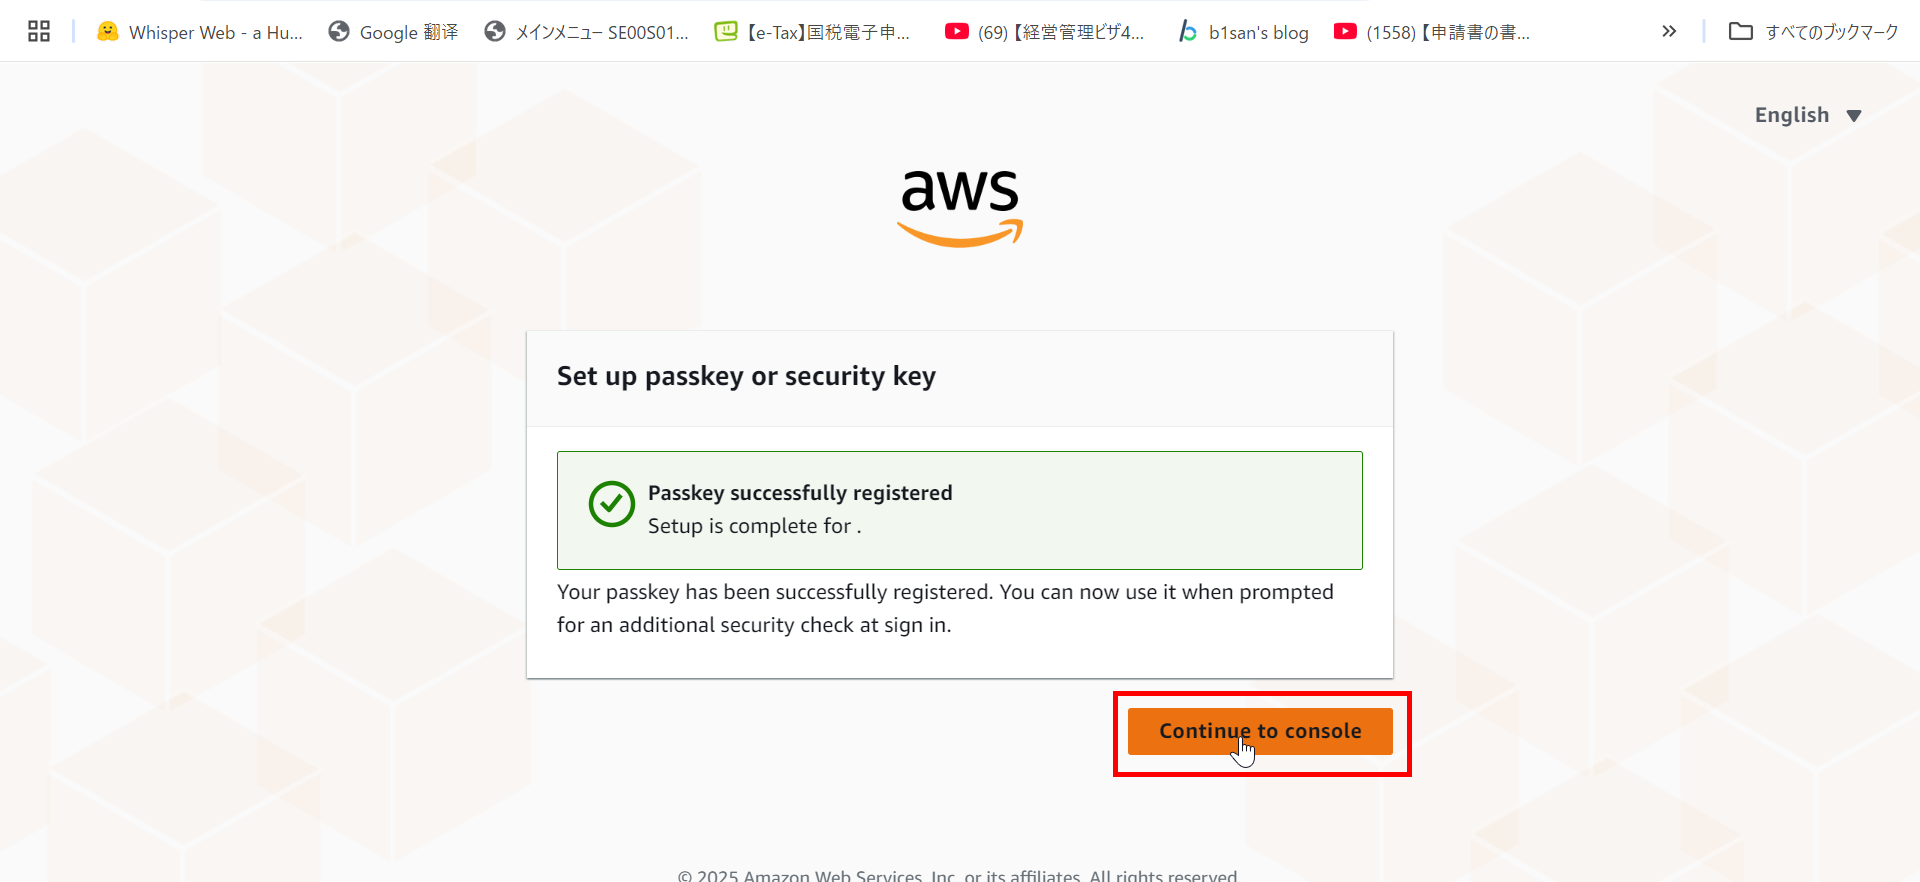 Whisper Web - a Hu...
Google 翻译
メインメニュー SE00S01...
【e-Tax】国税電子申...
(69)【経営管理ビザ4...
b1san's blog
(1558)【申請書の書...
»
すべてのブックマーク
English
aws
Set up passkey or security key
Passkey successfully registered
Setup is complete for .
Your passkey has been successfully registered. You can now use it when prompted
for an additional security check at sign in.
Continue to console
© 2025 Amazon Web Services, Inc. or its affiliates. All rights reserved.